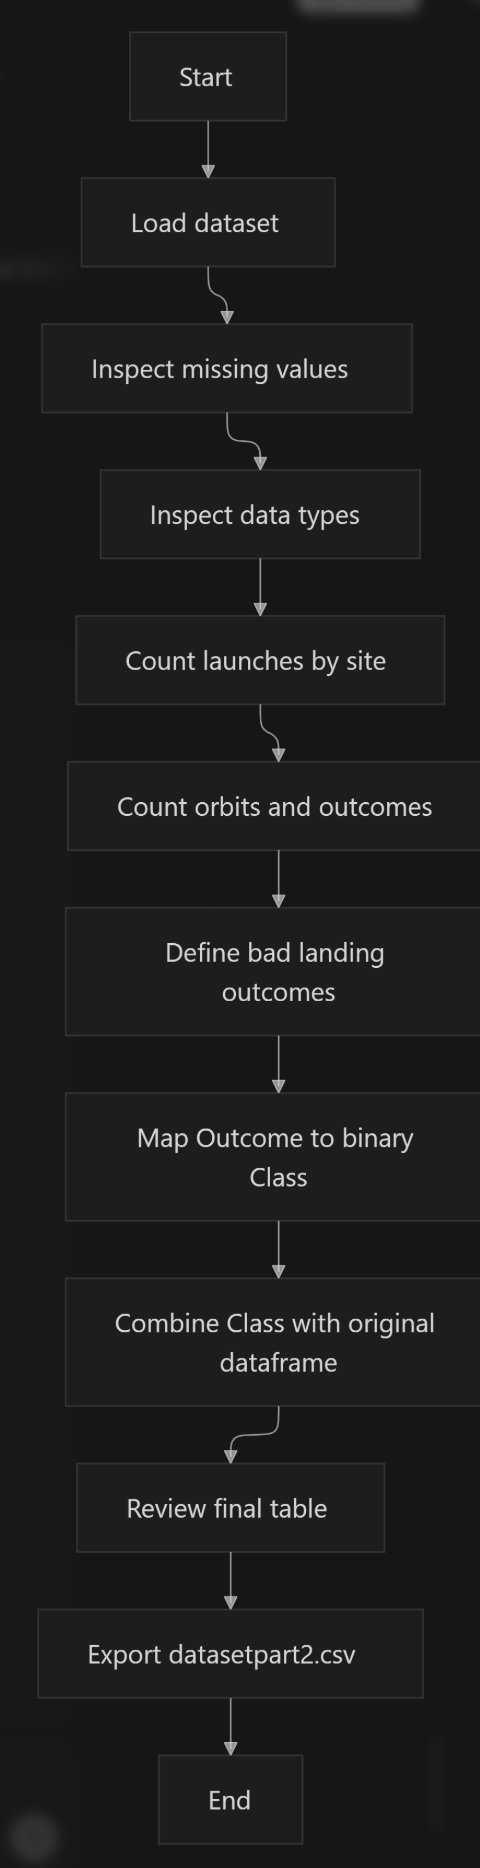 Start
Load dataset
Inspect missing values
Inspect data types
Count launches by site
Count orbits and outcomes
Define bad landing
outcomes
Map Outcome to binary
Class
Combine Class with original
dataframe
Review final table
Export datasetpart2.csv
End